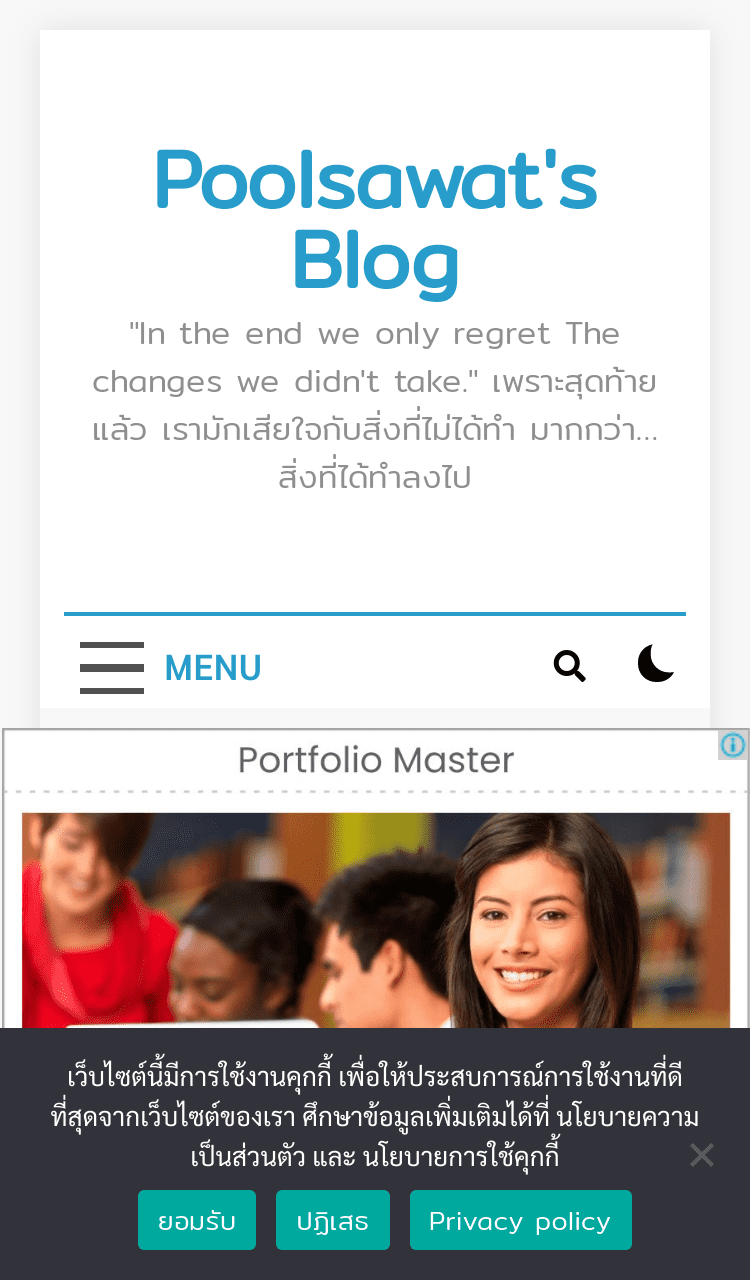 Poolsawat's
Blog
"In the end we only regret The
changes we didn't take." เพราะสุดท้าย
แล้ว เรามักเสียใจกับสิ่งที่ไม่ได้ทำ มากกว่า...
สิ่งที่ได้ทำลงไป
MENU
Portfolio Master
เว็บไซต์นี้มีการใช้งานคุกกี้ เพื่อให้ประสบการณ์การใช้งานที่ดี
ที่สุดจากเว็บไซต์ของเรา ศึกษาข้อมูลเพิ่มเติมได้ที่ นโยบายความ
เป็นส่วนตัว และ นโยบายการใช้คุกกี้
ยอมรับ ปฏิเสธ Privacy policy